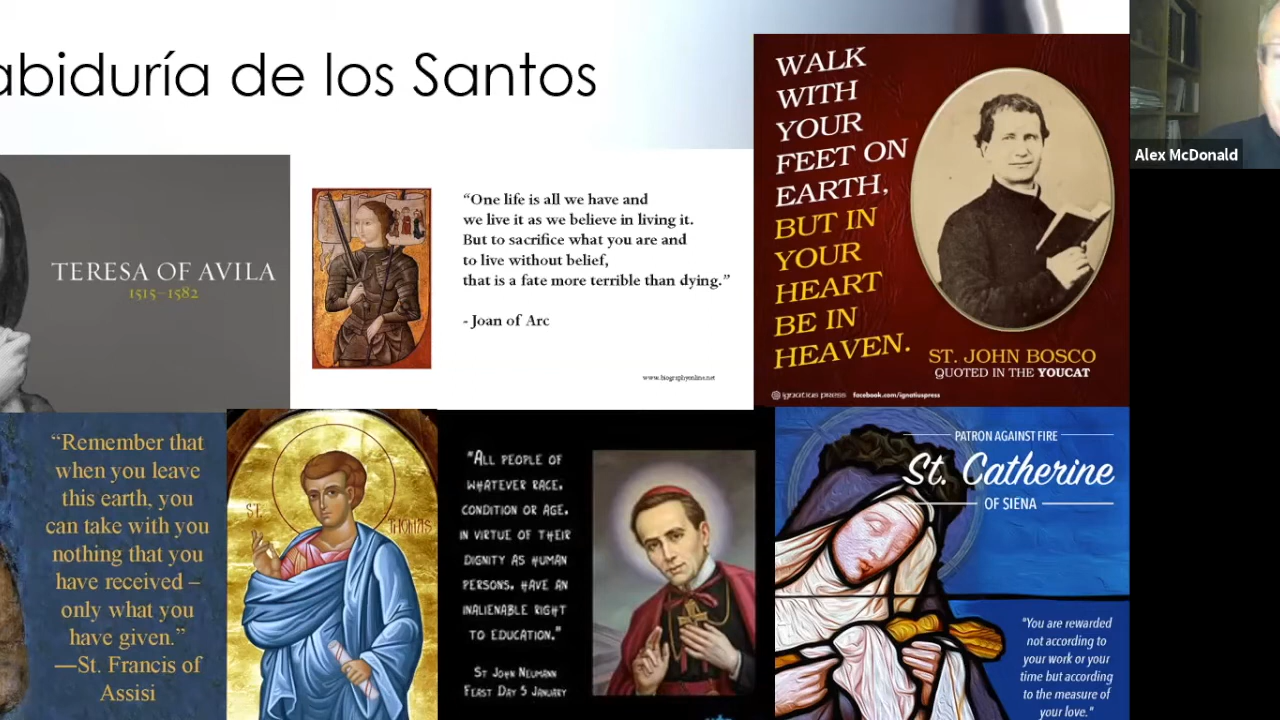 abiduría de los Santos
Alex McDonald
TERESA OF AVILA
1515–1582
“One life is all we have and
we live it as we believe in living it.
But to sacrifice what you are and
to live without belief,
that is a fate more terrible than dying.”
- Joan of Arc
www.biographyonline.net
WALK
WITH
YOUR
FEET ON
EARTH,
BUT IN
YOUR
HEART
BE IN
HEAVEN.
ST. JOHN BOSCO
QUOTED IN THE YOUCAT
ignatius press facebook.com/ignatiuspress
“Remember that
when you leave
this earth, you
can take with you
nothing that you
have received –
only what you
have given.”
—St. Francis of
Assisi
ST. THOMAS
"ALL PEOPLE OF
WHATEVER RACE,
CONDITION OR AGE,
IN VIRTUE OF THEIR
DIGNITY AS HUMAN
PERSONS, HAVE AN
INALIENABLE RIGHT
TO EDUCATION."
ST JOHN NEUMANN
FEAST DAY 5 JANUARY
PATRON AGAINST FIRE
St. Catherine
OF SIENA
"You are rewarded
not according to
your work or your
time but according
to the measure of
your love."